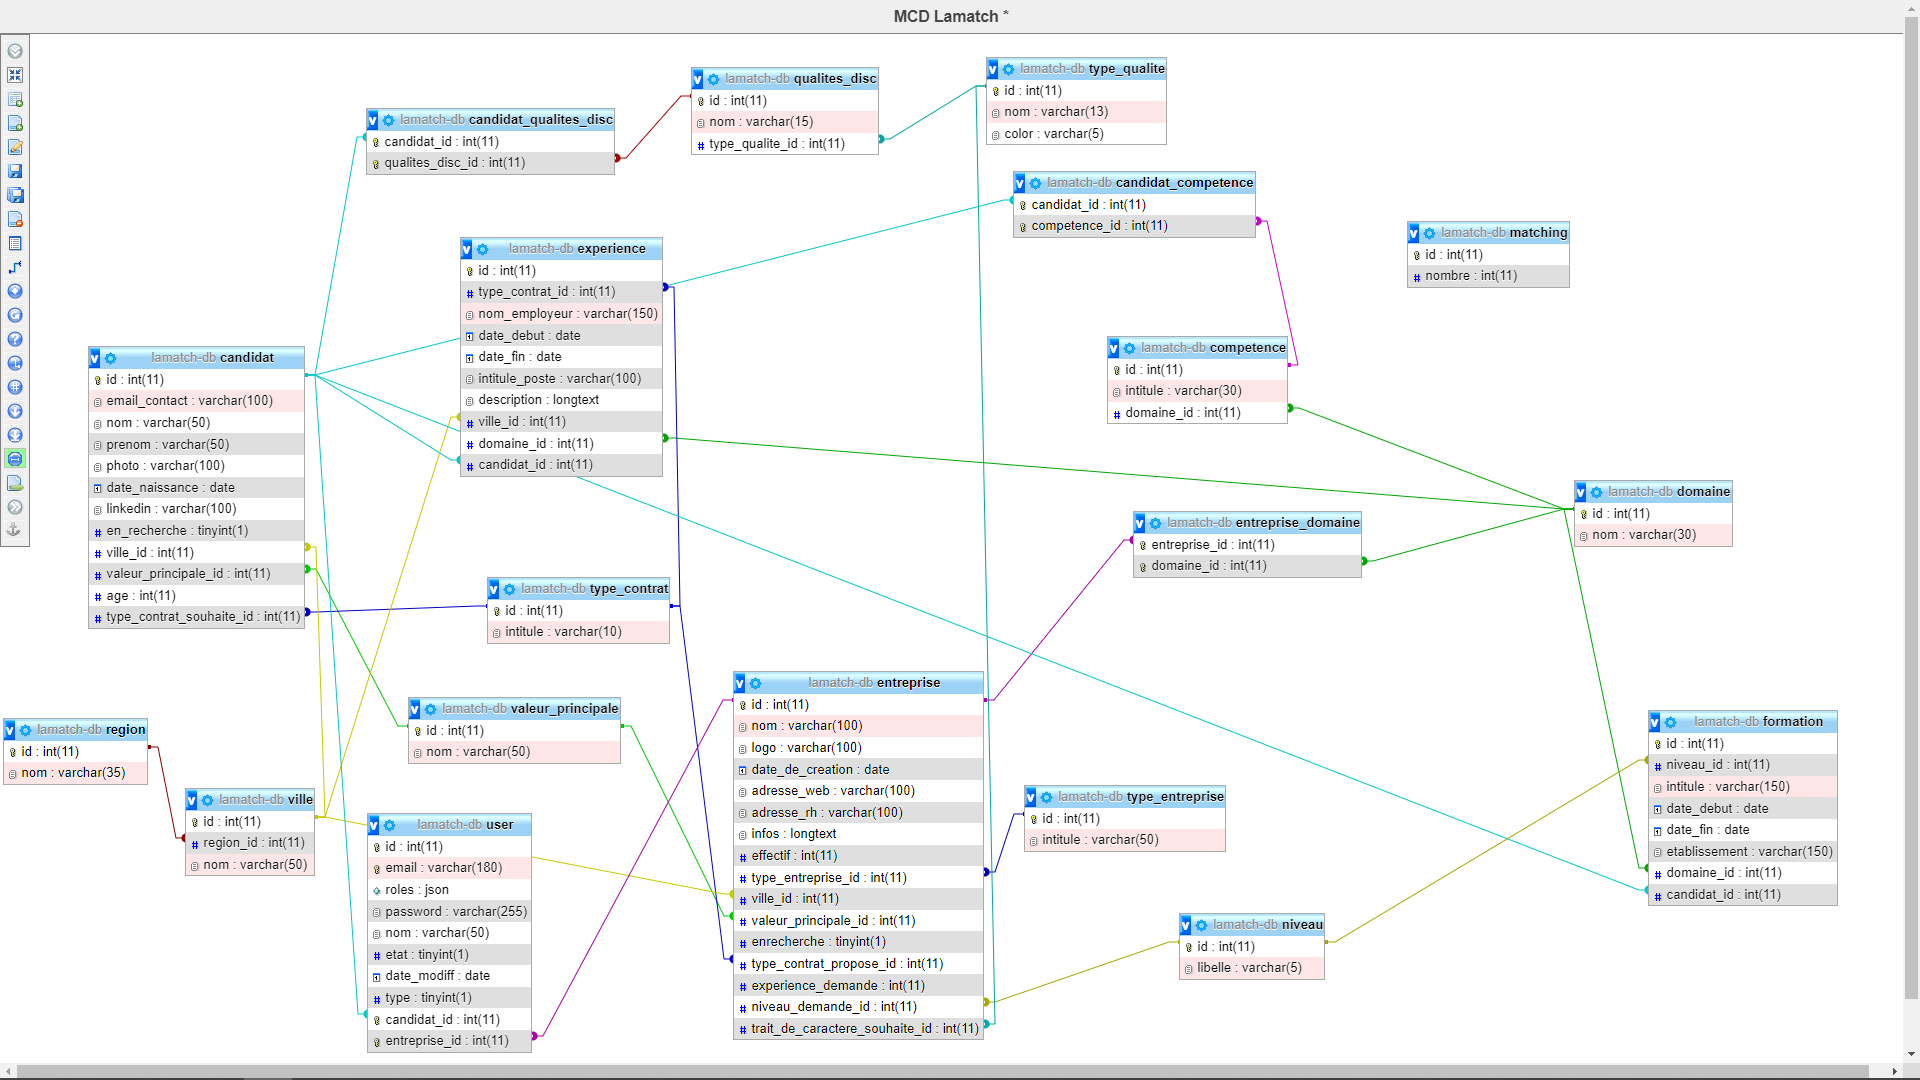 MCD Lamatch *
lamatch-db qualites_disc
id : int(11)
nom : varchar(15)
type_qualite_id : int(11)
lamatch-db type_qualite
id : int(11)
nom : varchar(13)
color : varchar(5)
lamatch-db candidat_qualites_disc
candidat_id : int(11)
qualites_disc_id : int(11)
lamatch-db candidat_competence
candidat_id : int(11)
competence_id : int(11)
lamatch-db matching
id : int(11)
nombre : int(11)
lamatch-db experience
id : int(11)
type_contrat_id : int(11)
nom_employeur : varchar(150)
date_debut : date
date_fin : date
intitule_poste : varchar(100)
description : longtext
ville_id : int(11)
domaine_id : int(11)
candidat_id : int(11)
lamatch-db competence
id : int(11)
intitule : varchar(30)
domaine_id : int(11)
lamatch-db candidat
id : int(11)
email_contact : varchar(100)
nom : varchar(50)
prenom : varchar(50)
photo : varchar(100)
date_naissance : date
linkedin : varchar(100)
en_recherche : tinyint(1)
ville_id : int(11)
valeur_principale_id : int(11)
age : int(11)
type_contrat_souhaite_id : int(11)
lamatch-db domaine
id : int(11)
nom : varchar(30)
lamatch-db entreprise_domaine
entreprise_id : int(11)
domaine_id : int(11)
lamatch-db type_contrat
id : int(11)
intitule : varchar(10)
lamatch-db entreprise
id : int(11)
nom : varchar(100)
logo : varchar(100)
date_de_creation : date
adresse_web : varchar(100)
adresse_rh : varchar(100)
infos : longtext
effectif : int(11)
type_entreprise_id : int(11)
ville_id : int(11)
valeur_principale_id : int(11)
enrecherche : tinyint(1)
type_contrat_propose_id : int(11)
experience_demande : int(11)
niveau_demande_id : int(11)
trait_de_caractere_souhaite_id : int(11)
lamatch-db valeur_principale
id : int(11)
nom : varchar(50)
lamatch-db region
id : int(11)
nom : varchar(35)
lamatch-db ville
id : int(11)
region_id : int(11)
nom : varchar(50)
lamatch-db user
id : int(11)
email : varchar(180)
roles : json
password : varchar(255)
nom : varchar(50)
etat : tinyint(1)
date_modiff : date
type : tinyint(1)
candidat_id : int(11)
entreprise_id : int(11)
lamatch-db type_entreprise
id : int(11)
intitule : varchar(50)
lamatch-db formation
id : int(11)
niveau_id : int(11)
intitule : varchar(150)
date_debut : date
date_fin : date
etablissement : varchar(150)
domaine_id : int(11)
candidat_id : int(11)
lamatch-db niveau
id : int(11)
libelle : varchar(5)